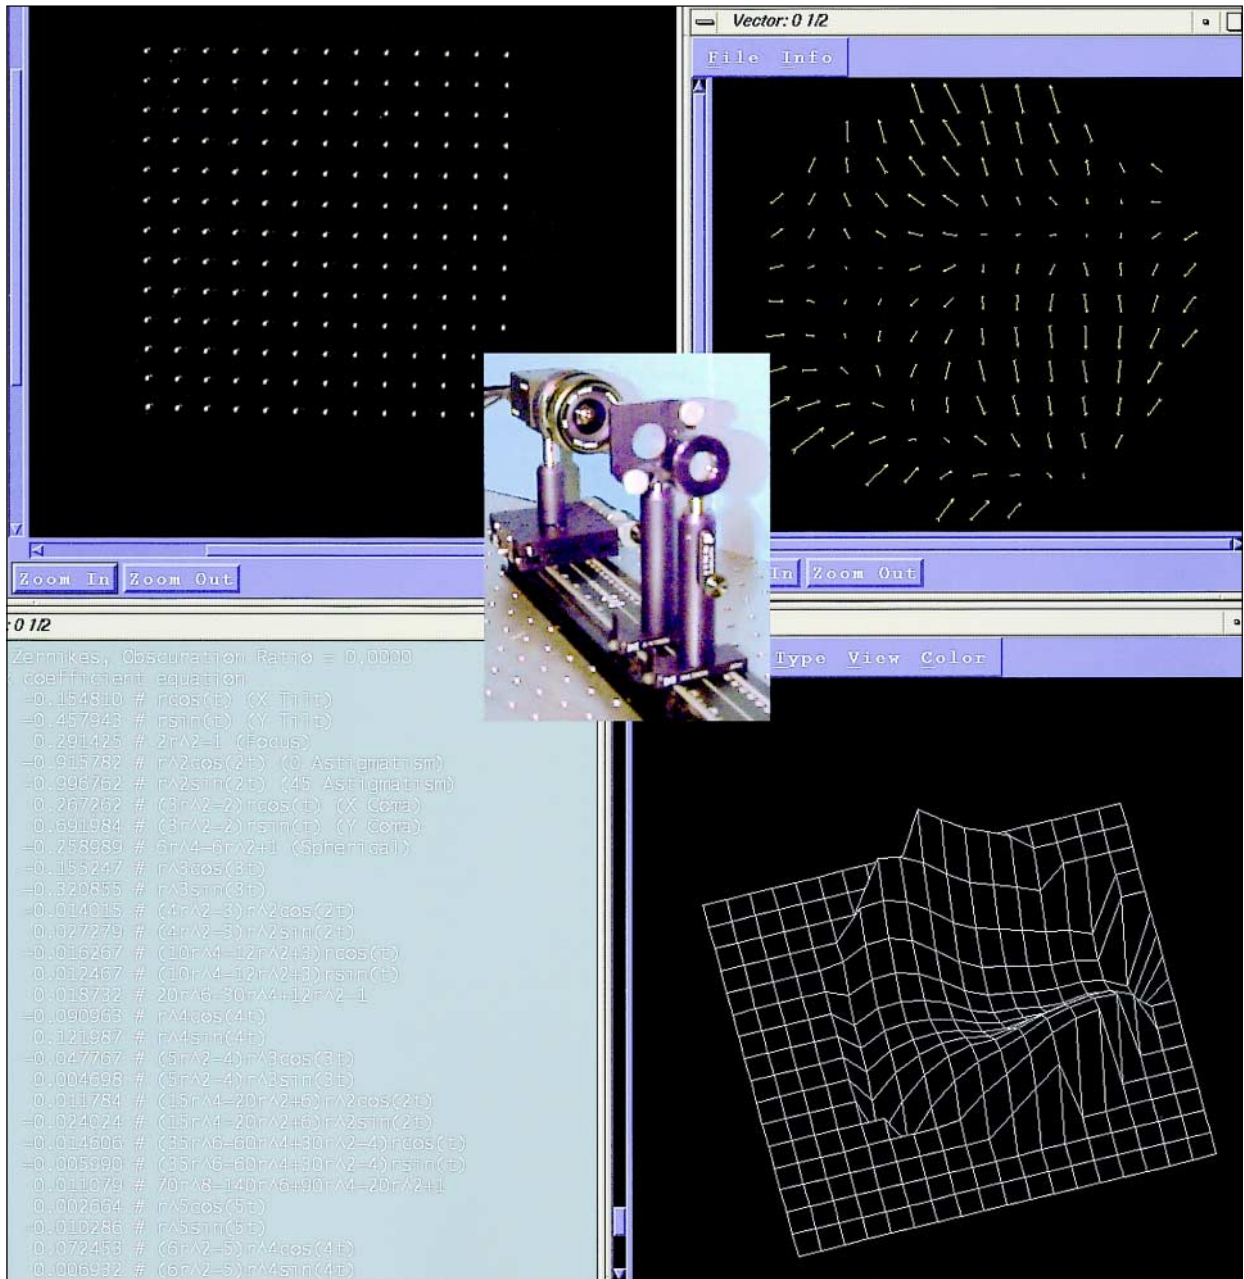 Vector: 0 1/2
File Info
Zoom In Zoom Out
In Zoom Out
: 0 1/2
Type View Color
Zernikes, Obscuration Ratio = 0.0000
coefficient equation
-0.154810 # rcos(t) (X Tilt)
-0.457943 # rsin(t) (Y Tilt)
0.291425 # 2r^2-1 (Focus)
-0.915782 # r^2cos(2t) (0 Astigmatism)
-0.996762 # r^2sin(2t) (45 Astigmatism)
0.267262 # (3r^2-2)rcos(t) (X Coma)
0.691984 # (3r^2-2)rsin(t) (Y Coma)
-0.258989 # 6r^4-6r^2+1 (Spherical)
-0.155247 # r^3cos(3t)
-0.320855 # r^3sin(3t)
-0.014015 # (4r^2-3)r^2cos(2t)
0.027279 # (4r^2-3)r^2sin(2t)
-0.016267 # (10r^4-12r^2+3)rcos(t)
0.012467 # (10r^4-12r^2+3)rsin(t)
0.018732 # 20r^6-30r^4+12r^2-1
-0.090963 # r^4cos(4t)
0.121987 # r^4sin(4t)
-0.047767 # (5r^2-4)r^3cos(3t)
0.004698 # (5r^2-4)r^3sin(3t)
0.011784 # (15r^4-20r^2+6)r^2cos(2t)
-0.024024 # (15r^4-20r^2+6)r^2sin(2t)
-0.014606 # (35r^6-60r^4+30r^2-4)rcos(t)
-0.005090 # (35r^6-60r^4+30r^2-4)rsin(t)
0.011079 # 70r^8-140r^6+90r^4-20r^2+1
0.002664 # r^5cos(5t)
-0.010286 # r^5sin(5t)
0.072453 # (6r^2-5)r^4cos(4t)
0.006932 # (6r^2-5)r^4sin(4t)